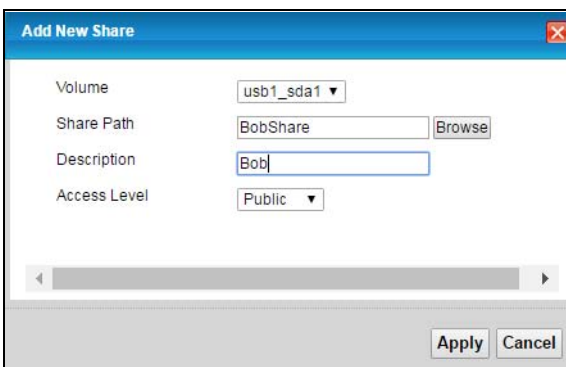 Add New Share
Volume usb1_sda1
Share Path BobShare Browse
Description Bob
Access Level Public
Apply Cancel